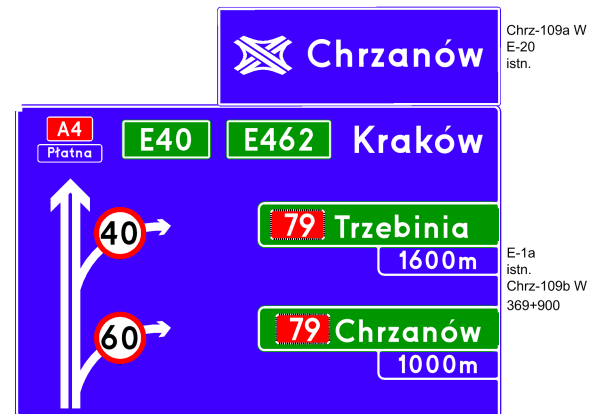 Chrzanów
Chrz-109a W
E-20
istn.
A4
Płatna
E40
E462
Kraków
40
79 Trzebinia
1600m
E-1a
istn.
Chrz-109b W
369+900
60
79 Chrzanów
1000m